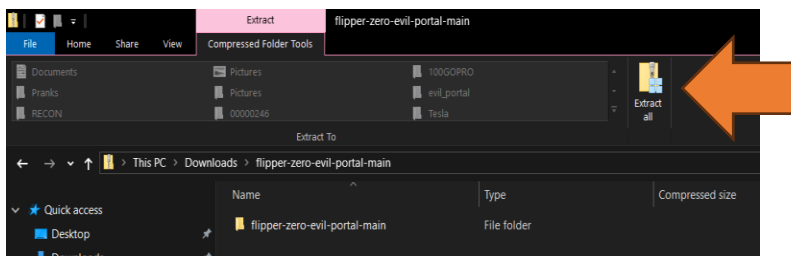 Extract flipper-zero-evil-portal-main
File Home Share View Compressed Folder Tools
Documents Pictures 100GOPRO
Pranks Pictures evil_portal
RECON 00000246 Tesla
Extract all
Extract To
This PC > Downloads > flipper-zero-evil-portal-main
Name Type Compressed size
Quick access
flipper-zero-evil-portal-main File folder
Desktop
Downloads